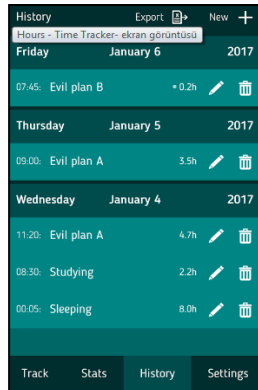 History Export New
Hours - Time Tracker- ekran görüntüsü
Friday January 6 2017
07:45: Evil plan B 0.2h
Thursday January 5 2017
09:00: Evil plan A 3.5h
Wednesday January 4 2017
11:20: Evil plan A 4.7h
08:30: Studying 2.2h
00:05: Sleeping 8.0h
Track Stats History Settings